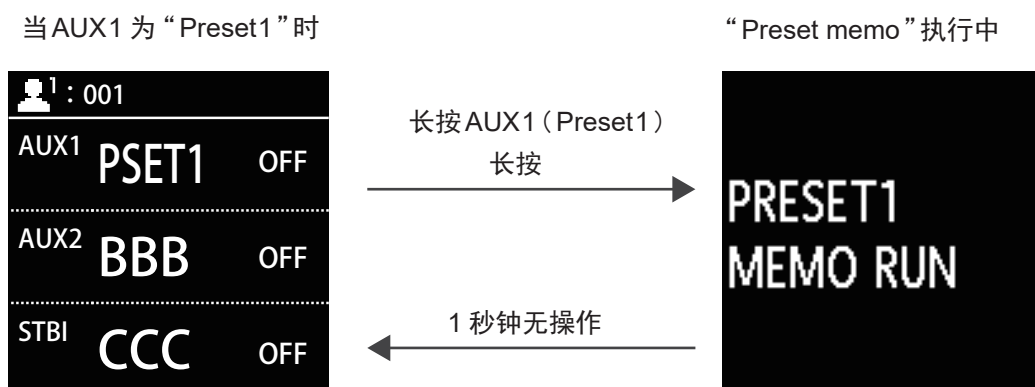 当AUX1 为“Preset1”时
“Preset memo”执行中
1 : 001
AUX1 PSET1 OFF
AUX2 BBB OFF
STBI CCC OFF
长按AUX1（Preset1）
长按
1 秒钟无操作
PRESET1
MEMO RUN